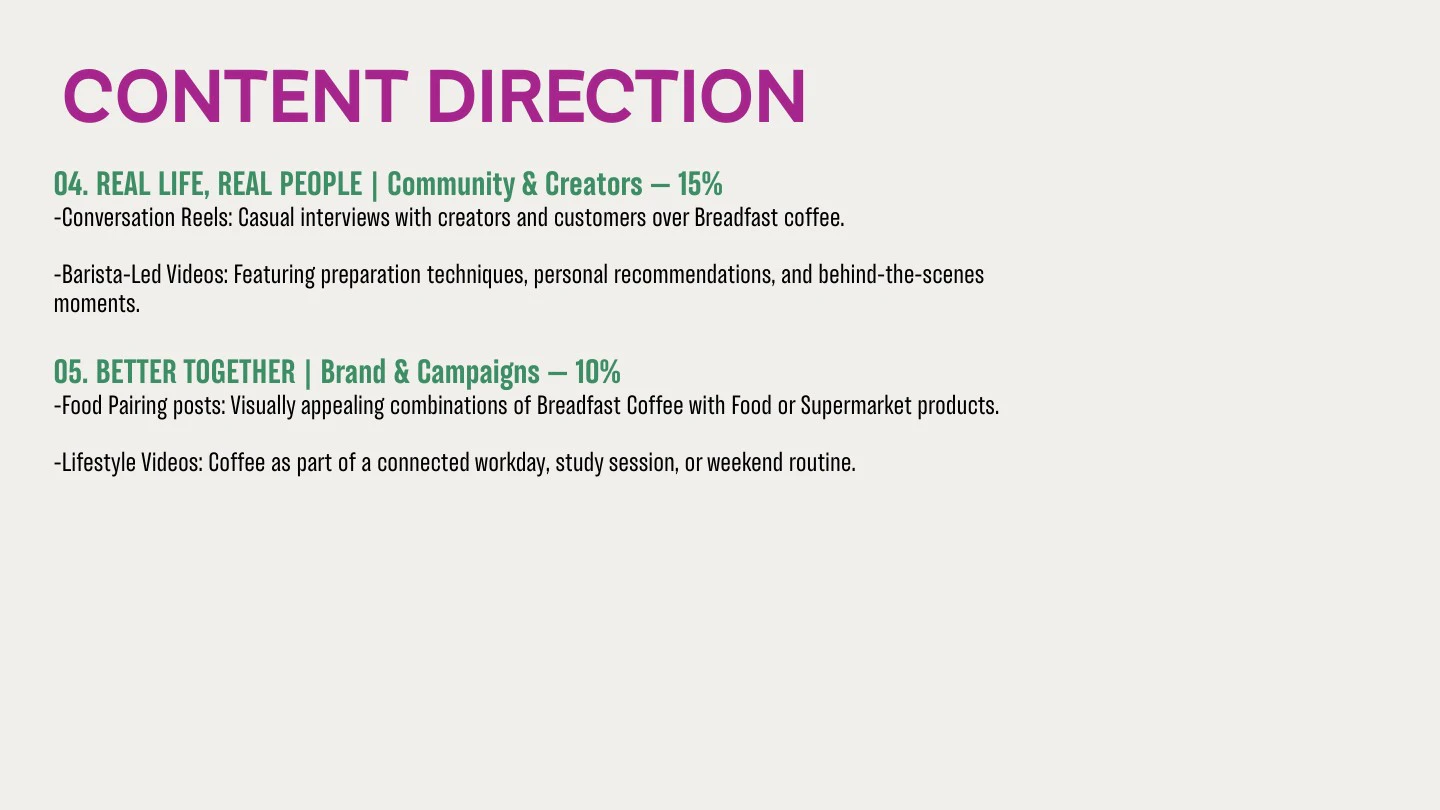 CONTENT DIRECTION
04. REAL LIFE, REAL PEOPLE | Community & Creators — 15%
-Conversation Reels: Casual interviews with creators and customers over Breakfast coffee.
-Barista-Led Videos: Featuring preparation techniques, personal recommendations, and behind-the-scenes
moments.
05. BETTER TOGETHER | Brand & Campaigns — 10%
-Food Pairing posts: Visually appealing combinations of Breadfast Coffee with Food or Supermarket products.
-Lifestyle Videos: Coffee as part of a connected workday, study session, or weekend routine.